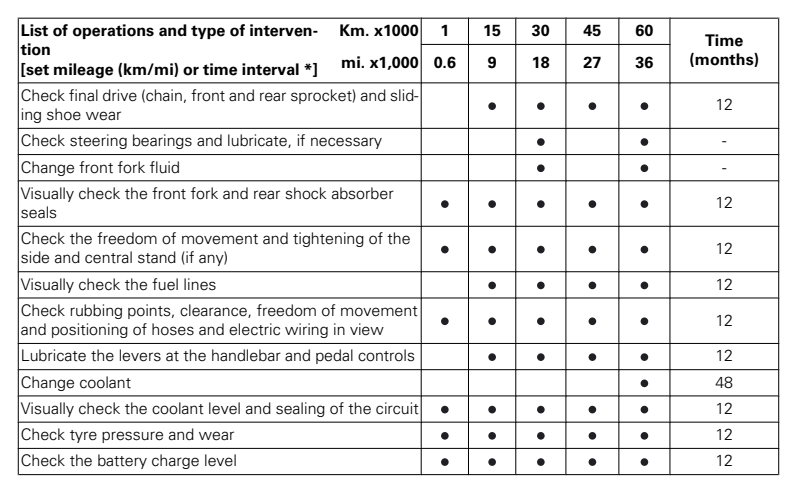 List of operations and type of interven- Km. x1000 1 15 30 45 60 Time
tion
[set mileage (km/mi) or time interval *] mi. x1,000 0.6 9 18 27 36 (months)
Check final drive (chain, front and rear sprocket) and slid-
ing shoe wear ● ● ● ● 12
Check steering bearings and lubricate, if necessary ● ● -
Change front fork fluid ● ● -
Visually check the front fork and rear shock absorber
seals ● ● ● ● ● 12
Check the freedom of movement and tightening of the
side and central stand (if any) ● ● ● ● ● 12
Visually check the fuel lines ● ● ● ● 12
Check rubbing points, clearance, freedom of movement
and positioning of hoses and electric wiring in view ● ● ● ● ● 12
Lubricate the levers at the handlebar and pedal controls ● ● ● ● 12
Change coolant ● 48
Visually check the coolant level and sealing of the circuit ● ● ● ● ● 12
Check tyre pressure and wear ● ● ● ● ● 12
Check the battery charge level ● ● ● ● ● 12